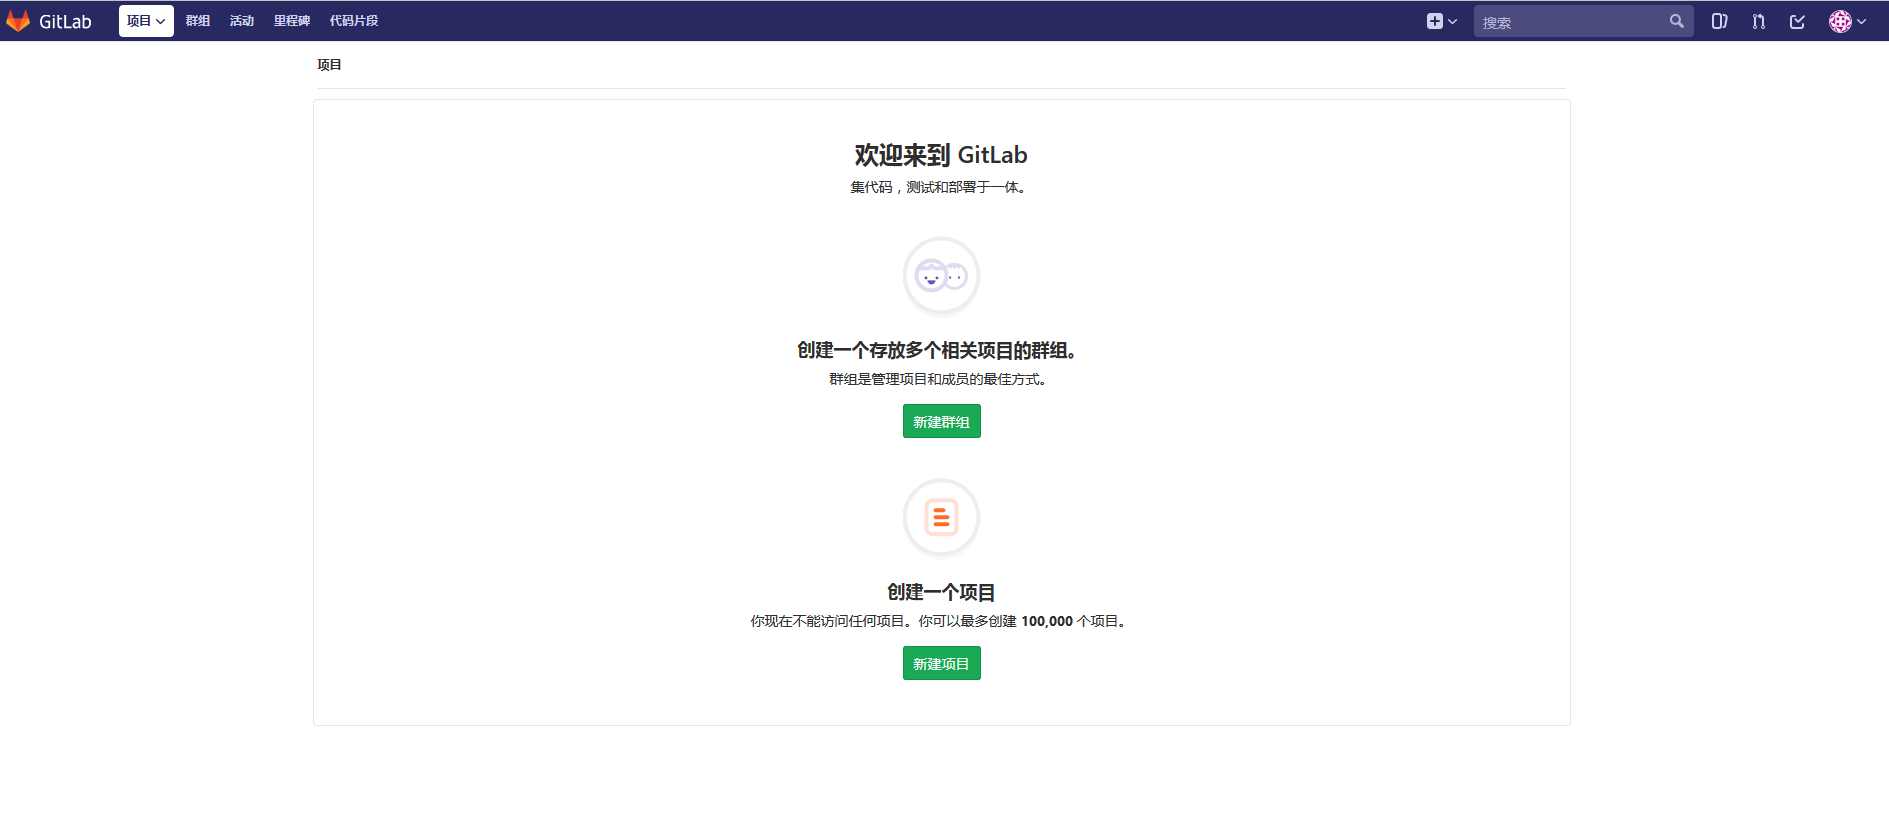 GitLab 项目 群组 活动 里程碑 代码片段 搜索
项目
欢迎来到 GitLab
集代码，测试和部署于一体。
创建一个存放多个相关项目的群组。
群组是管理项目和成员的最佳方式。
新建群组
创建一个项目
你现在不能访问任何项目。你可以最多创建 100,000 个项目。
新建项目